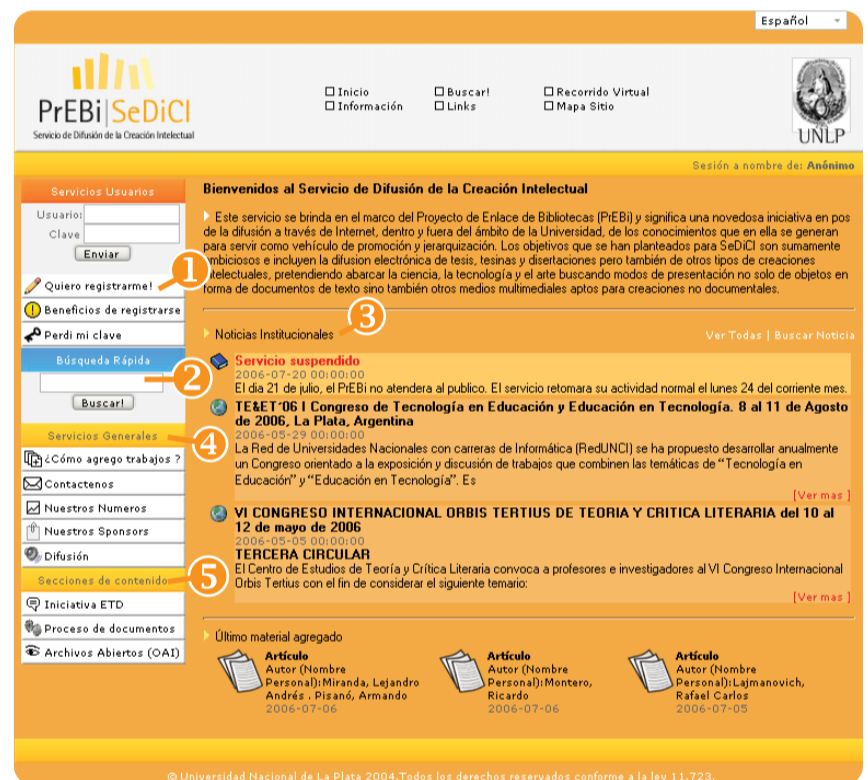 Español
PrEBi|SeDiCI
Servicio de Difusión de la Creación Intelectual
Inicio
Buscar!
Recorrido Virtual
Información
Links
Mapa Sitio
UNLP
Sesión a nombre de: Anónimo
Servicios Usuarios
Usuario:
Clave
Enviar
1
Quiero registrarme!
Beneficios de registrarse
Perdi mi clave
Búsqueda Rápida
2
Buscar!
Servicios Generales
4
¿Cómo agrego trabajos ?
Contactenos
Nuestros Numeros
Nuestros Sponsors
Difusión
Secciones de contenido
5
Iniciativa ETD
Proceso de documentos
Archivos Abiertos (OAI)
Bienvenidos al Servicio de Difusión de la Creación Intelectual
Este servicio se brinda en el marco del Proyecto de Enlace de Bibliotecas (PrEBi) y significa una novedosa iniciativa en pos
de la difusión a través de Internet, dentro y fuera del ámbito de la Universidad, de los conocimientos que en ella se generan
para servir como vehículo de promoción y jerarquización. Los objetivos que se han planteados para SeDiCI son sumamente
ambiciosos e incluyen la difusion electrónica de tesis, tesinas y disertaciones pero también de otros tipos de creaciones
intelectuales, pretendiendo abarcar la ciencia, la tecnología y el arte buscando modos de presentación no solo de objetos en
forma de documentos de texto sino también otros medios multimediales aptos para creaciones no documentales.
3
Noticias Institucionales
Ver Todas | Buscar Noticia
Servicio suspendido
2006-07-20 00:00:00
El dia 21 de julio, el PrEBi no atendera al publico. El servicio retomara su actividad normal el lunes 24 del corriente mes.
TE&ET´06 I Congreso de Tecnología en Educación y Educación en Tecnología. 8 al 11 de Agosto
de 2006, La Plata, Argentina
2006-05-29 00:00:00
La Red de Universidades Nacionales con carreras de Informática (RedUNCI) se ha propuesto desarrollar anualmente
un Congreso orientado a la exposición y discusión de trabajos que combinen las temáticas de “Tecnología en
Educación” y “Educación en Tecnología”. Es
[Ver mas ]
VI CONGRESO INTERNACIONAL ORBIS TERTIUS DE TEORIA Y CRITICA LITERARIA del 10 al
12 de mayo de 2006
2006-05-05 00:00:00
TERCERA CIRCULAR
El Centro de Estudios de Teoría y Crítica Literaria convoca a profesores e investigadores al VI Congreso Internacional
Orbis Tertius con el fin de considerar el siguiente temario:
[Ver mas ]
Último material agregado
Artículo
Autor (Nombre
Personal):Miranda, Lejandro
Andrés . Pisanó, Armando
2006-07-06
Artículo
Autor (Nombre
Personal):Montero,
Ricardo
2006-07-06
Artículo
Autor (Nombre
Personal):Lajmanovich,
Rafael Carlos
2006-07-05
© Universidad Nacional de La Plata 2004.Todos los derechos reservados conforme a la ley 11.723.